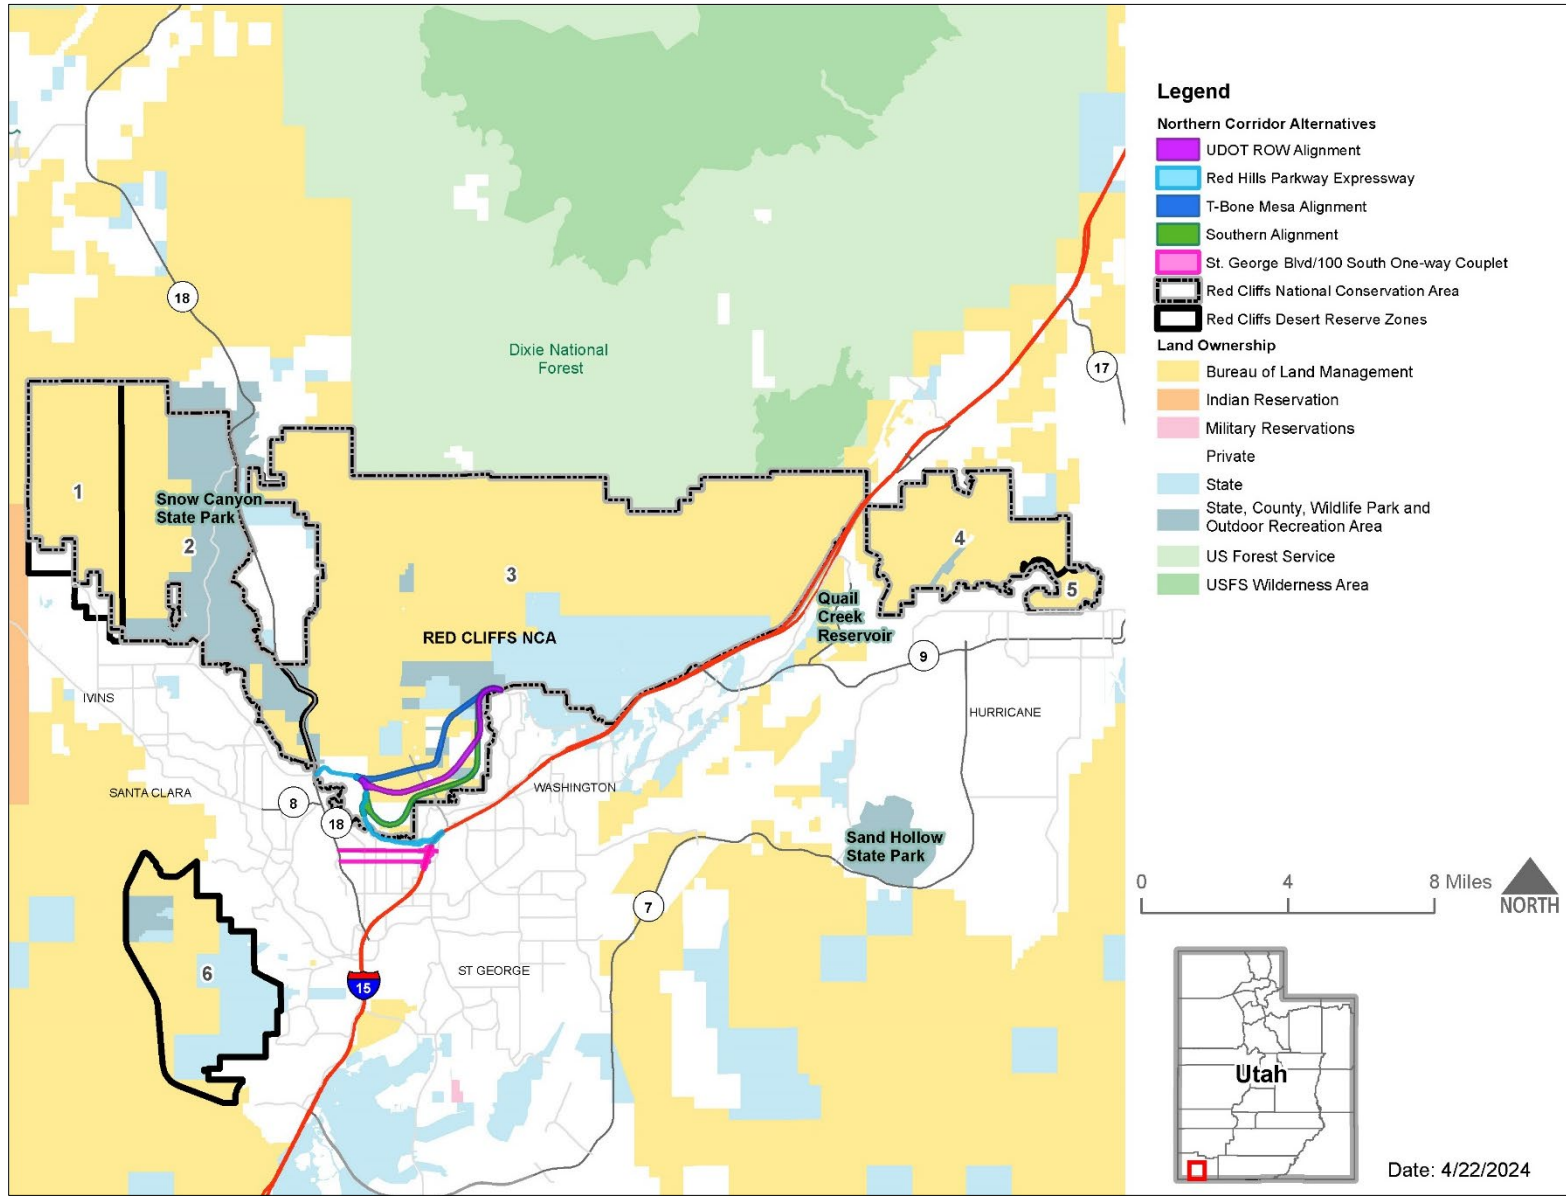 18
Dixie National
Forest
17
1
Snow Canyon
State Park
2
3
4
5
Quail
Creek
Reservoir
RED CLIFFS NCA
9
IVINS
HURRICANE
SANTA CLARA
8
18
WASHINGTON
Sand Hollow
State Park
7
6
ST GEORGE
15
Legend
Northern Corridor Alternatives
UDOT ROW Alignment
Red Hills Parkway Expressway
T-Bone Mesa Alignment
Southern Alignment
St. George Blvd/100 South One-way Couplet
Red Cliffs National Conservation Area
Red Cliffs Desert Reserve Zones
Land Ownership
Bureau of Land Management
Indian Reservation
Military Reservations
Private
State
State, County, Wildlife Park and
Outdoor Recreation Area
US Forest Service
USFS Wilderness Area
0 4 8 Miles
NORTH
Utah
Date: 4/22/2024